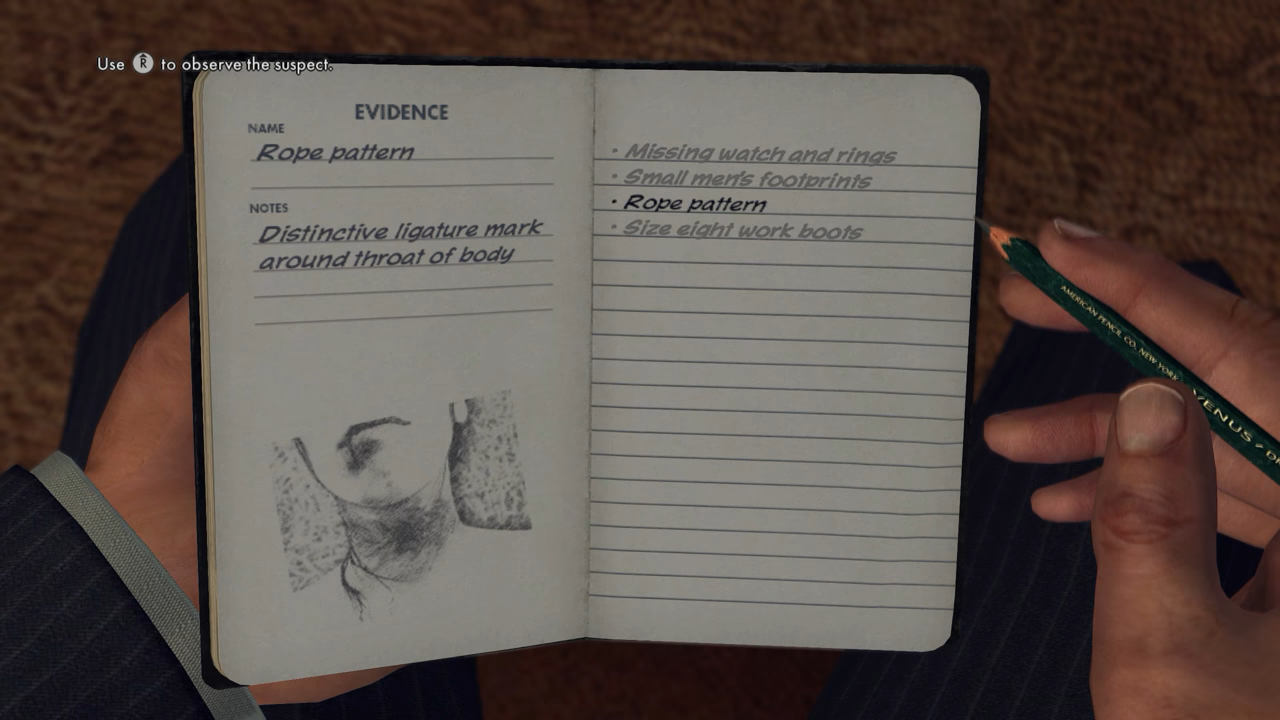 Use R to observe the suspect.
EVIDENCE
NAME
Rope pattern
NOTES
Distinctive ligature mark
around throat of body
· Missing watch and rings
· Small men's footprints
· Rope pattern
· Size eight work boots
AMERICAN PENCIL CO. NEW YORK
VENUS